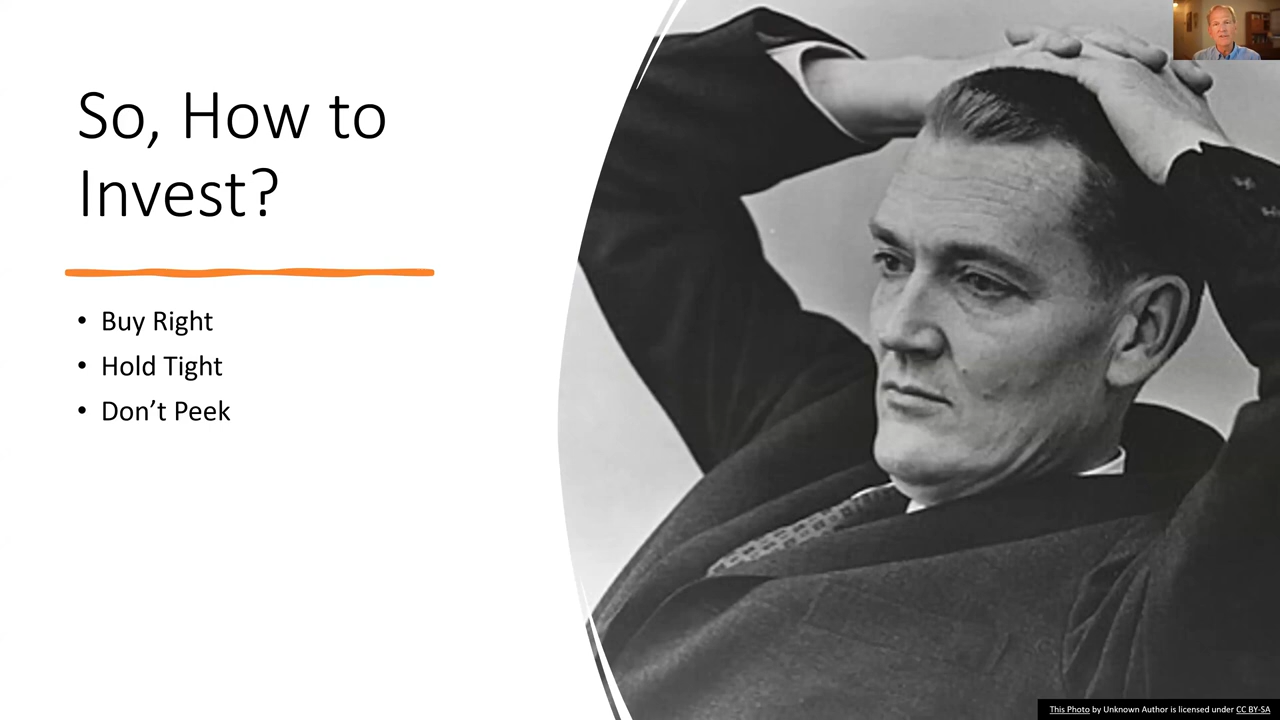 So, How to
Invest?
• Buy Right
• Hold Tight
• Don’t Peek
This Photo by Unknown Author is licensed under CC BY-SA